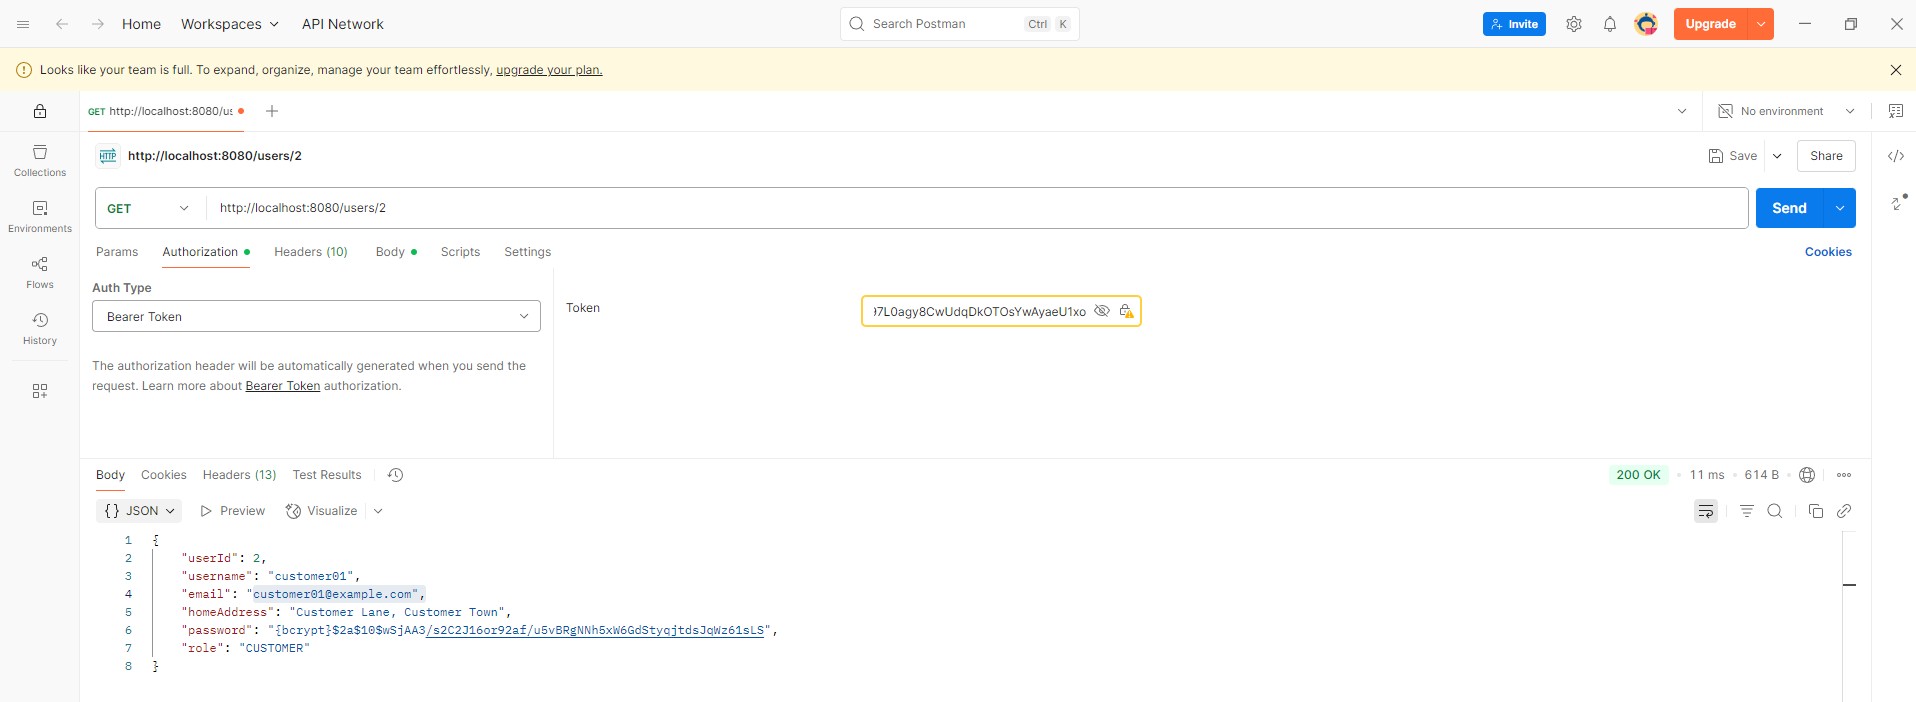 Home Workspaces API Network Search Postman Ctrl K Invite Upgrade
Looks like your team is full. To expand, organize, manage your team effortlessly, upgrade your plan.
GET http://localhost:8080/us No environment
Collections
Environments
Flows
History
HTTP http://localhost:8080/users/2 Save Share
GET http://localhost:8080/users/2 Send
Params Authorization Headers (10) Body Scripts Settings Cookies
Auth Type
Bearer Token
The authorization header will be automatically generated when you send the
request. Learn more about Bearer Token authorization.
Token 7L0agy8CwUdqDkOTOsYwAyaeU1xo
Body Cookies Headers (13) Test Results 200 OK 11 ms 614 B
{} JSON Preview Visualize
1 {
2 "userId": 2,
3 "username": "customer01",
4 "email": "customer01@example.com",
5 "homeAddress": "Customer Lane, Customer Town",
6 "password": "{bcrypt}$2a$10$wSjAA3/s2C2J16or92af/u5vBRgNNh5xW6GdStyqjtdsJqWz61sLS",
7 "role": "CUSTOMER"
8 }